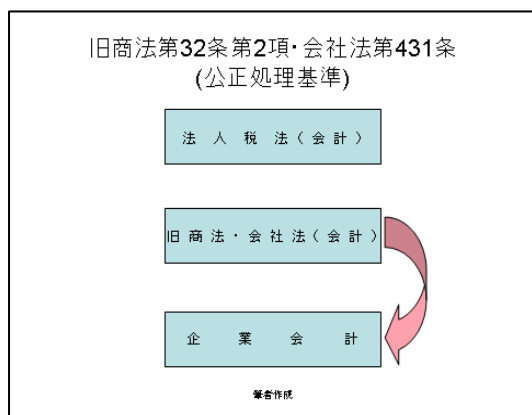 旧商法第32条第2項・会社法第431条
(公正処理基準)
法人税法(会計)
旧商法・会社法(会計)
企業会計
筆者作成